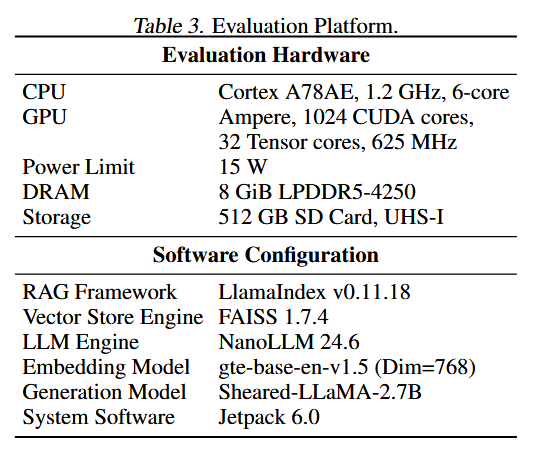 Table 3. Evaluation Platform.
Evaluation Hardware
CPU Cortex A78AE, 1.2 GHz, 6-core
GPU Ampere, 1024 CUDA cores,
32 Tensor cores, 625 MHz
Power Limit 15 W
DRAM 8 GiB LPDDR5-4250
Storage 512 GB SD Card, UHS-I
Software Configuration
RAG Framework LlamaIndex v0.11.18
Vector Store Engine FAISS 1.7.4
LLM Engine NanoLLM 24.6
Embedding Model gte-base-en-v1.5 (Dim=768)
Generation Model Sheared-LLaMA-2.7B
System Software Jetpack 6.0